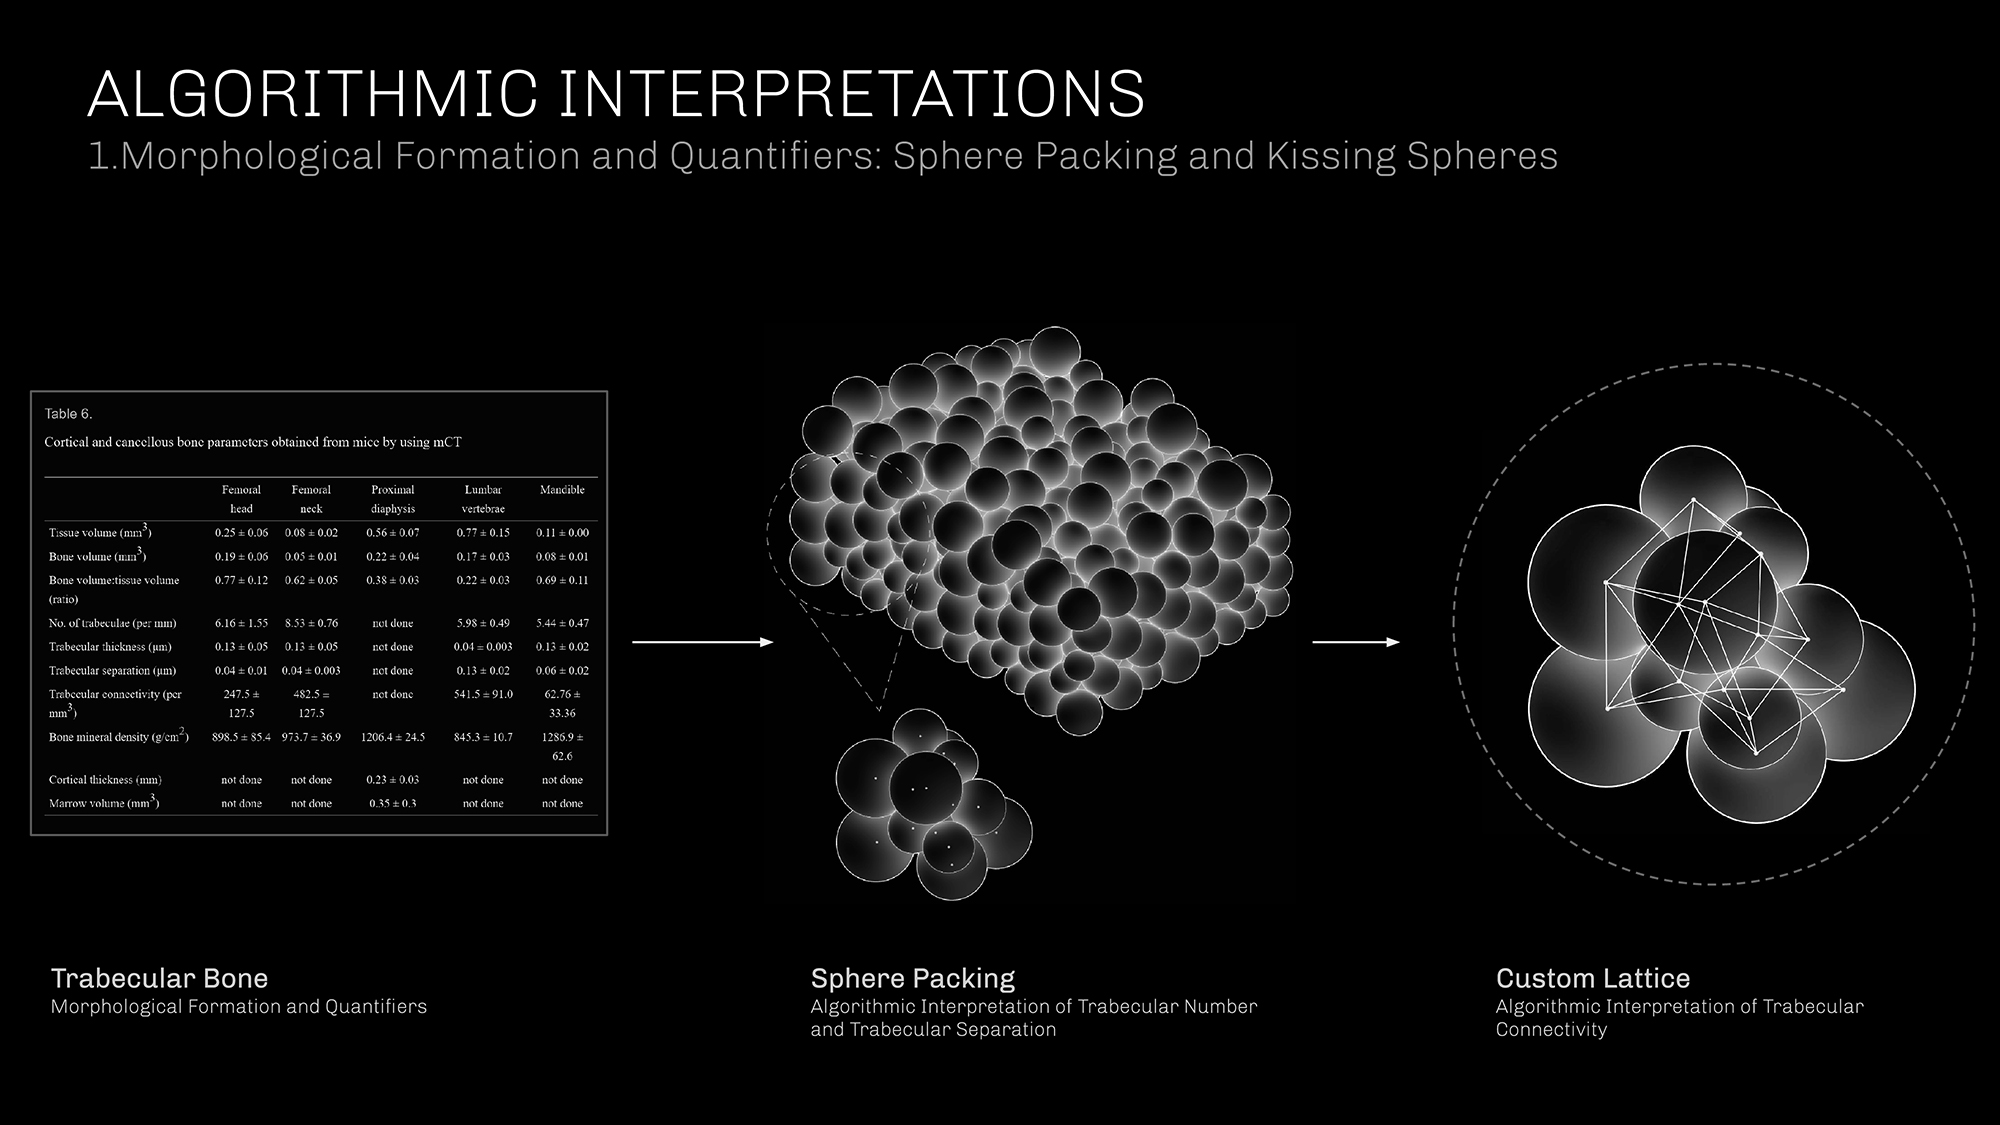 ALGORITHMIC INTERPRETATIONS
1.Morphological Formation and Quantifiers: Sphere Packing and Kissing Spheres
Table 6.
Cortical and cancellous bone parameters obtained from mice by using mCT
Femoral head Femoral neck Proximal diaphysis Lumbar vertebrae Mandible
Tissue volume (mm3) 0.25 ± 0.06 0.08 ± 0.02 0.56 ± 0.07 0.77 ± 0.15 0.11 ± 0.00
Bone volume (mm3) 0.19 ± 0.06 0.05 ± 0.01 0.22 ± 0.04 0.17 ± 0.03 0.08 ± 0.01
Bone volume:tissue volume (ratio) 0.77 ± 0.12 0.62 ± 0.05 0.38 ± 0.03 0.22 ± 0.03 0.69 ± 0.11
No. of trabeculae (per mm) 6.16 ± 1.55 8.53 ± 0.76 not done 5.98 ± 0.49 5.44 ± 0.47
Trabecular thickness (μm) 0.13 ± 0.05 0.13 ± 0.05 not done 0.04 ± 0.003 0.13 ± 0.02
Trabecular separation (μm) 0.04 ± 0.01 0.04 ± 0.003 not done 0.13 ± 0.02 0.06 ± 0.02
Trabecular connectivity (per mm3) 247.5 ± 127.5 482.5 ± 127.5 not done 541.5 ± 91.0 62.76 ± 33.36
Bone mineral density (g/cm2) 898.5 ± 85.4 973.7 ± 36.9 1206.4 ± 24.5 845.3 ± 10.7 1286.9 ± 62.6
Cortical thickness (mm) not done not done 0.23 ± 0.03 not done not done
Marrow volume (mm3) not done not done 0.35 ± 0.3 not done not done
Trabecular Bone
Morphological Formation and Quantifiers
Sphere Packing
Algorithmic Interpretation of Trabecular Number
and Trabecular Separation
Custom Lattice
Algorithmic Interpretation of Trabecular
Connectivity